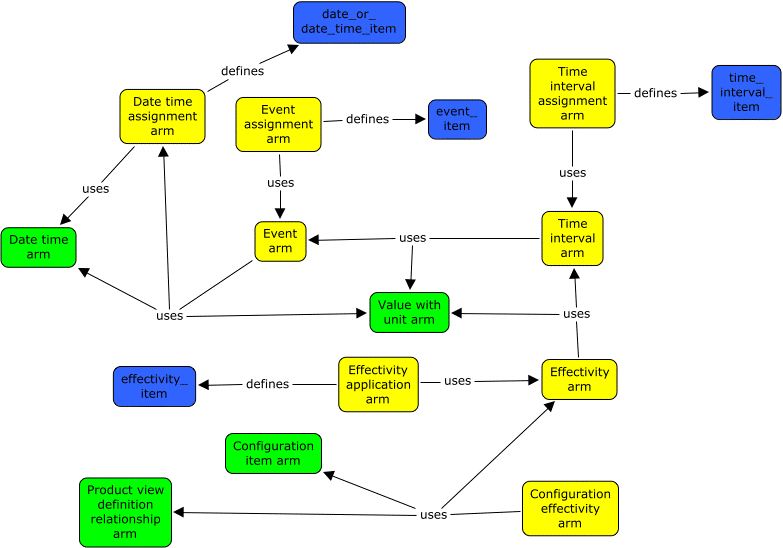 date_or_
date_time_item
defines
Date time
assignment
arm
Event
assignment
arm
defines
event_
item
Time
interval
assignment
arm
defines
time_
interval_
item
uses
uses
uses
Date time
arm
Event
arm
uses
Time
interval
arm
uses
Value with
unit arm
uses
effectivity_
item
defines
Effectivity
application
arm
uses
Effectivity
arm
Configuration
item arm
Product view
definition
relationship
arm
uses
Configuration
effectivity
arm